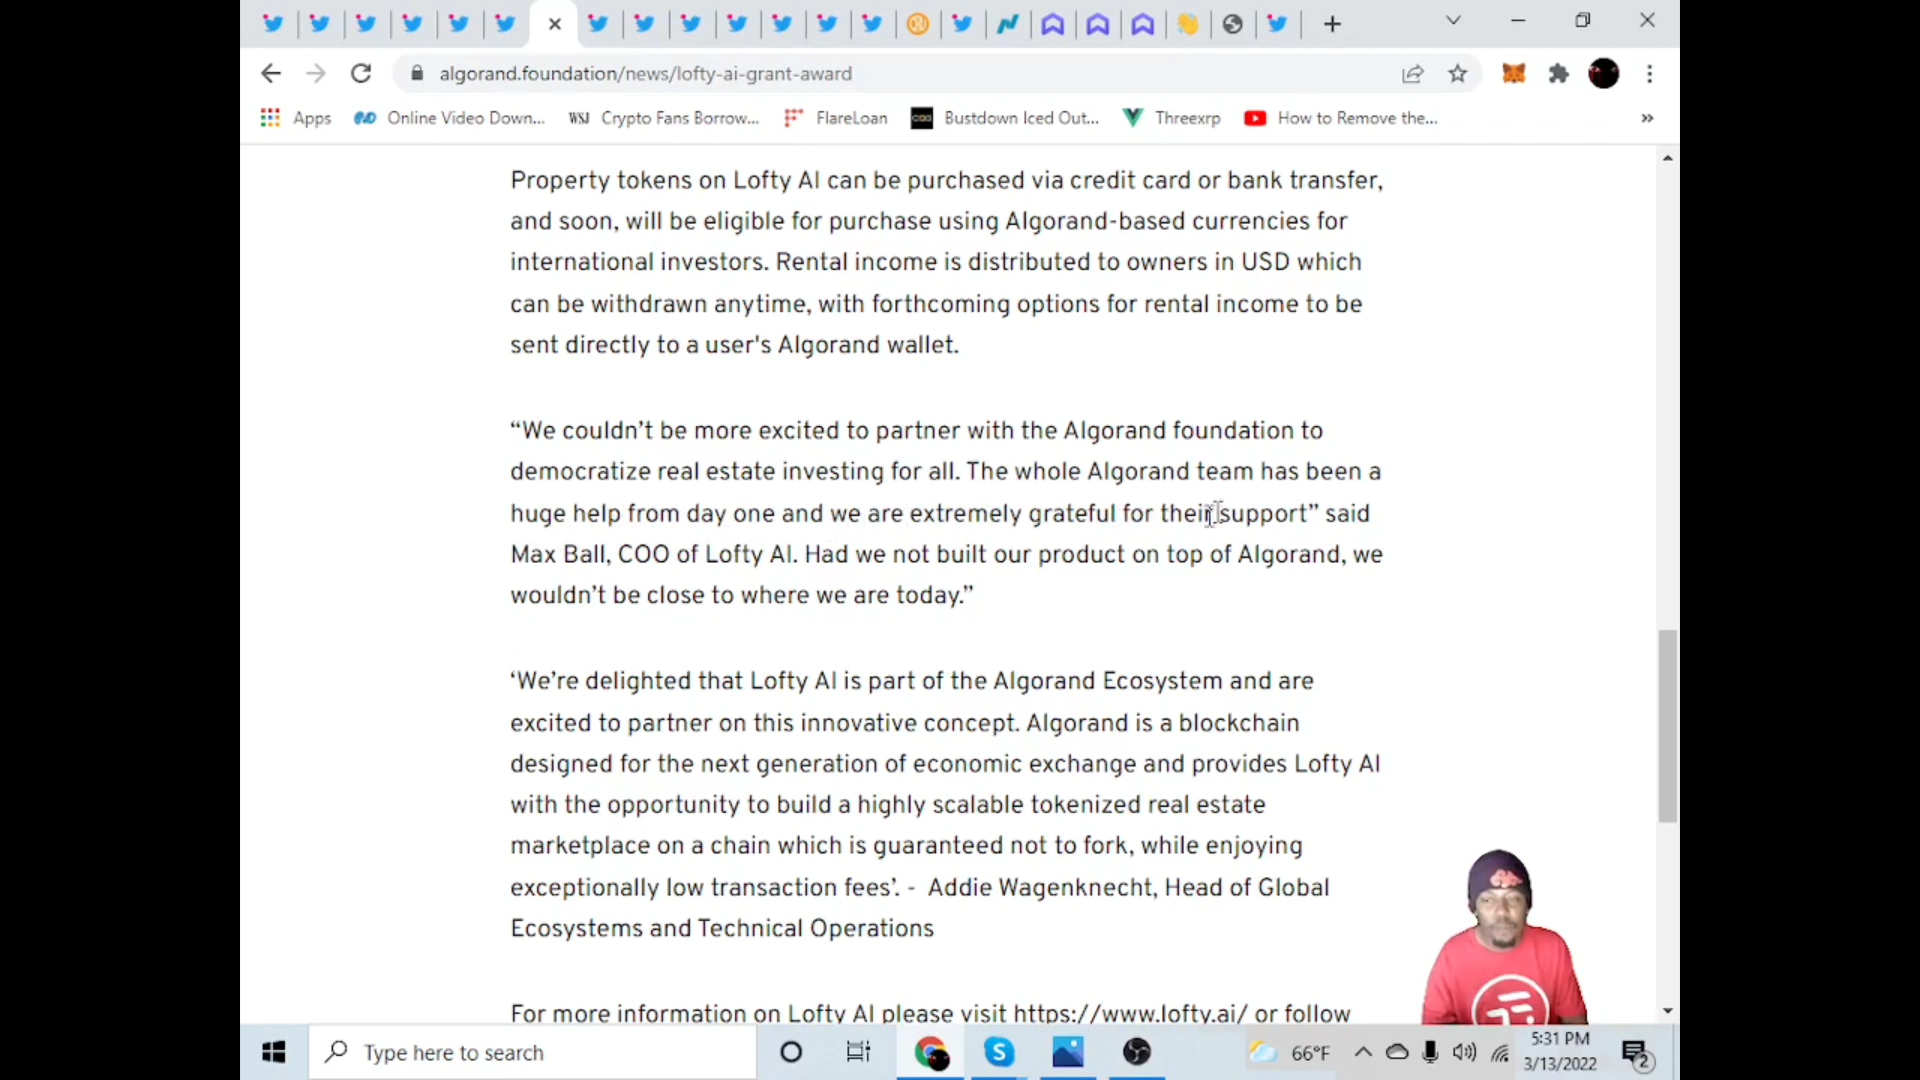 algorand.foundation/news/lofty-ai-grant-award
Apps
Online Video Down...
WSJ Crypto Fans Borrow...
FlareLoan
Bustdown Iced Out...
Threexrp
How to Remove the...
»
Property tokens on Lofty AI can be purchased via credit card or bank transfer,
and soon, will be eligible for purchase using Algorand-based currencies for
international investors. Rental income is distributed to owners in USD which
can be withdrawn anytime, with forthcoming options for rental income to be
sent directly to a user's Algorand wallet.
“We couldn’t be more excited to partner with the Algorand foundation to
democratize real estate investing for all. The whole Algorand team has been a
huge help from day one and we are extremely grateful for their support” said
Max Ball, COO of Lofty AI. Had we not built our product on top of Algorand, we
wouldn’t be close to where we are today.”
‘We’re delighted that Lofty AI is part of the Algorand Ecosystem and are
excited to partner on this innovative concept. Algorand is a blockchain
designed for the next generation of economic exchange and provides Lofty AI
with the opportunity to build a highly scalable tokenized real estate
marketplace on a chain which is guaranteed not to fork, while enjoying
exceptionally low transaction fees’. - Addie Wagenknecht, Head of Global
Ecosystems and Technical Operations
For more information on Lofty AI please visit https://www.lofty.ai/ or follow
Type here to search
66°F
5:31 PM
3/13/2022
2